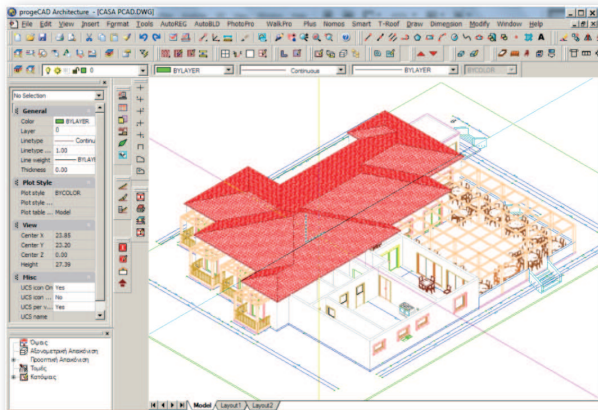 progeCAD Architecture - [CASA PCAD.DWG]
File Edit View Insert Format Tools AutoREG AutoBLD PhotoPro WalkPro Plus Nomos Smart T-Roof Draw Dimension Modify Window Help
0 BYLAYER Continuous BYLAYER BYCOLOR
No Selection
General
Color BYLAYER
Layer 0
Linetype Continu
Linetype ... 1.00
Line weight BYLAYE
Thickness 0.00
Plot Style
Plot style BYCOLOR
Plot style ...
Plot table ... Model
View
Center X 23.85
Center Y 23.20
Center Z 0.00
Height 27.39
Misc
UCS icon On Yes
UCS icon ... No
UCS per v... Yes
UCS name
Όψεις
Αξονομετρική Απεικόνιση
Προοπτική Απεικόνιση
Τομές
Κατόψεις
Model Layout1 Layout2